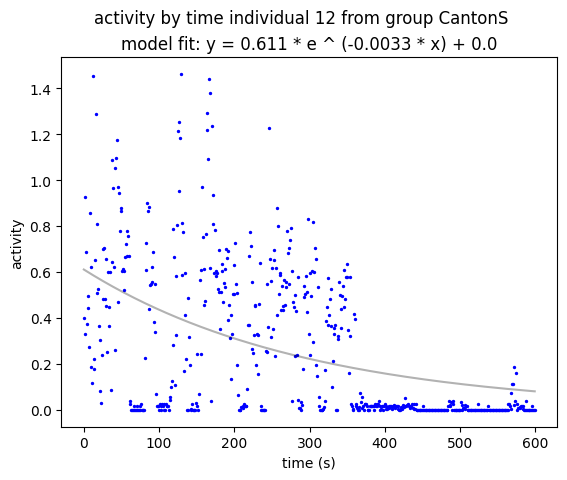 activity by time individual 12 from group CantonS
model fit: y = 0.611 * e ^ (-0.0033 * x) + 0.0
1.4
1.2
1.0
0.8
0.6
0.4
0.2
0.0
activity
0 100 200 300 400 500 600
time (s)